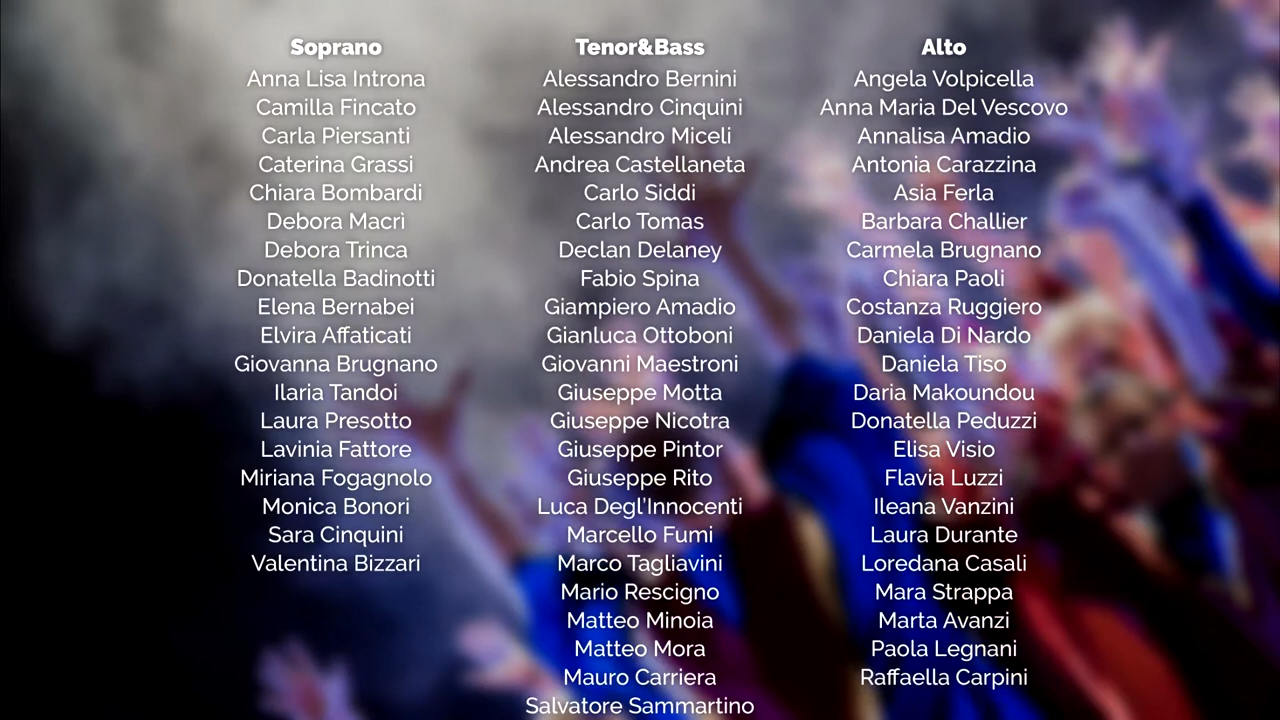 Soprano
Anna Lisa Introna
Camilla Fincato
Carla Piersanti
Caterina Grassi
Chiara Bombardi
Debora Macrì
Debora Trinca
Donatella Badinotti
Elena Bernabei
Elvira Affaticati
Giovanna Brugnano
Ilaria Tandoi
Laura Presotto
Lavinia Fattore
Miriana Fogagnolo
Monica Bonori
Sara Cinquini
Valentina Bizzari
Tenor&Bass
Alessandro Bernini
Alessandro Cinquini
Alessandro Miceli
Andrea Castellaneta
Carlo Siddi
Carlo Tomas
Declan Delaney
Fabio Spina
Giampiero Amadio
Gianluca Ottoboni
Giovanni Maestroni
Giuseppe Motta
Giuseppe Nicotra
Giuseppe Pintor
Giuseppe Rito
Luca Degl'Innocenti
Marcello Fumi
Marco Tagliavini
Mario Rescigno
Matteo Minoia
Matteo Mora
Mauro Carriera
Salvatore Sammartino
Alto
Angela Volpicella
Anna Maria Del Vescovo
Annalisa Amadio
Antonia Carazzina
Asia Ferla
Barbara Challier
Carmela Brugnano
Chiara Paoli
Costanza Ruggiero
Daniela Di Nardo
Daniela Tiso
Daria Makoundou
Donatella Peduzzi
Elisa Visio
Flavia Luzzi
Ileana Vanzini
Laura Durante
Loredana Casali
Mara Strappa
Marta Avanzi
Paola Legnani
Raffaella Carpini